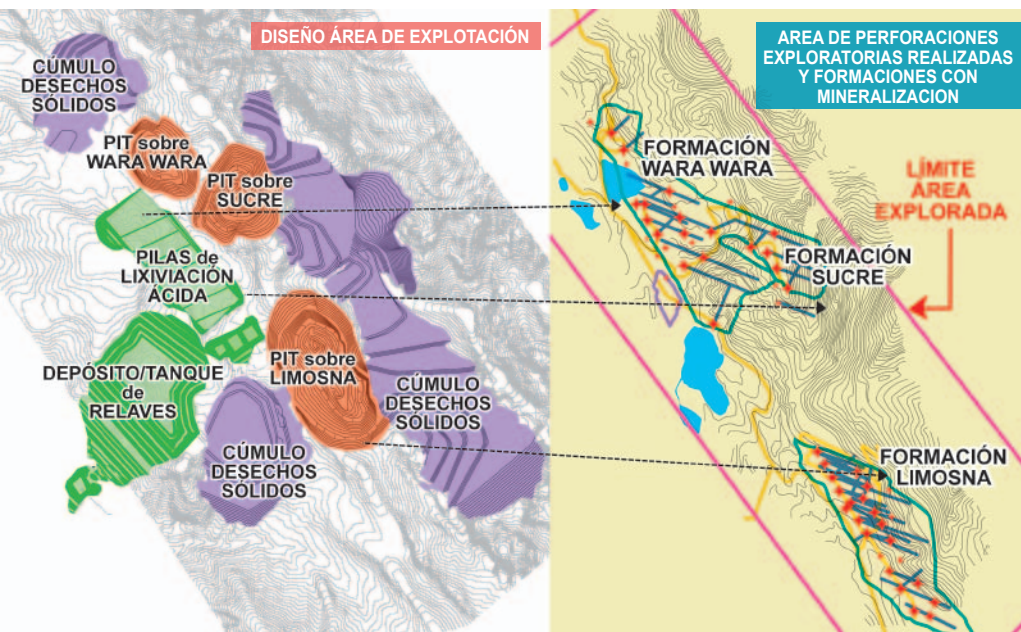 DISEÑO ÁREA DE EXPLOTACIÓN
CÚMULO
DESECHOS
SÓLIDOS
PIT sobre
WARA WARA
PIT sobre
SUCRE
PILAS de
LIXIVIACIÓN
ÁCIDA
DEPÓSITO/TANQUE
de
RELAVES
PIT sobre
LIMOSNA
CÚMULO
DESECHOS
SÓLIDOS
CÚMULO
DESECHOS
SÓLIDOS
AREA DE PERFORACIONES
EXPLORATORIAS REALIZADAS
Y FORMACIONES CON
MINERALIZACION
FORMACIÓN
WARA WARA
LÍMITE
ÁREA
EXPLORADA
FORMACIÓN
SUCRE
FORMACIÓN
LIMOSNA